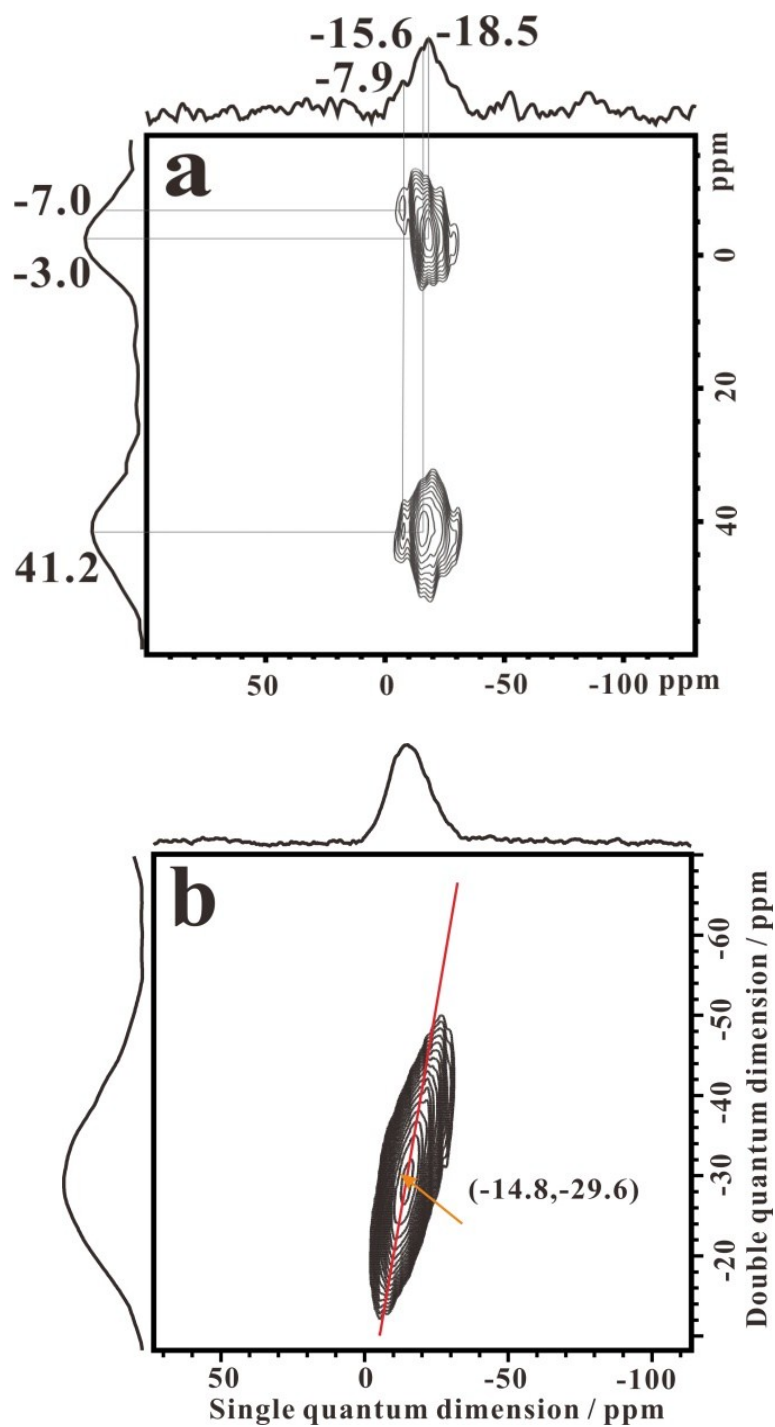 -15.6 -18.5
-7.9
a
ppm
-7.0
0
-3.0
20
40
41.2
50 0 -50 -100 ppm
b
-60
-50
-40
-30
(-14.8,-29.6)
-20
Double quantum dimension / ppm
50 0 -50 -100
Single quantum dimension / ppm